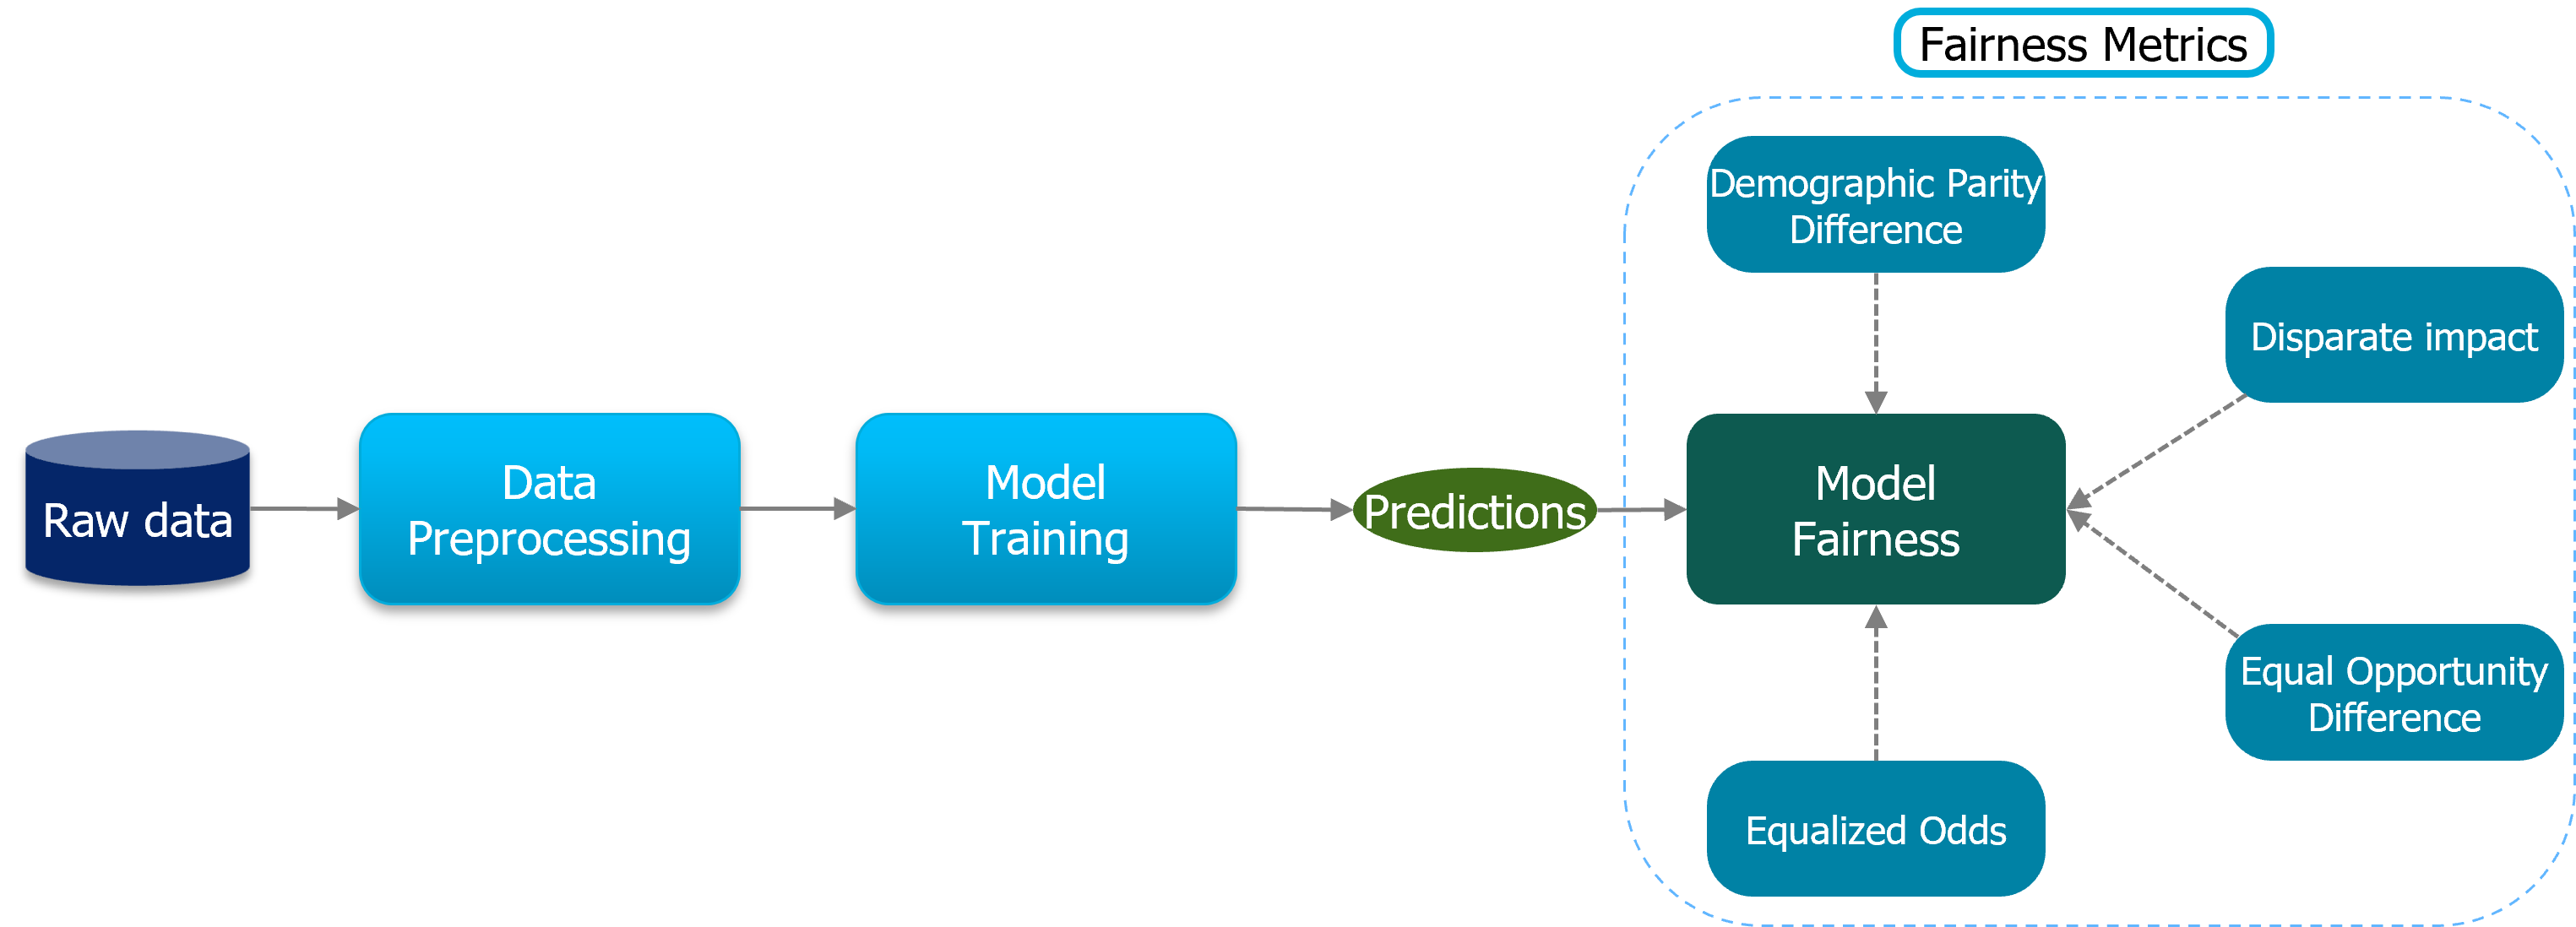 Fairness Metrics
Raw data
Data
Preprocessing
Model
Training
Predictions
Model
Fairness
Demographic Parity
Difference
Disparate impact
Equal Opportunity
Difference
Equalized Odds